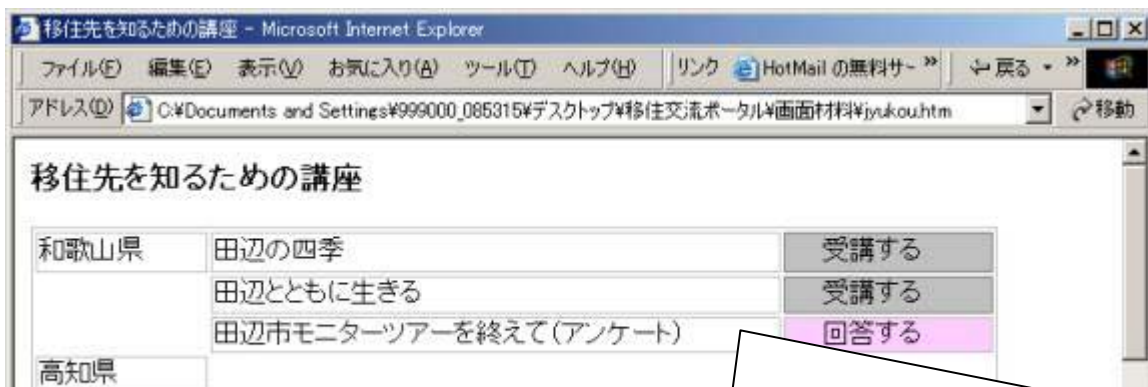 移住先を知るための講座 - Microsoft Internet Explorer
ファイル(F) 編集(E) 表示(V) お気に入り(A) ツール(T) ヘルプ(H) リンク HotMail の無料サー » 戻る »
アドレス(D) C:¥Documents and Settings¥999000_085315¥デスクトップ¥移住交流ポータル¥画面材料¥jyukou.htm 移動
移住先を知るための講座
和歌山県 田辺の四季 受講する
田辺とともに生きる 受講する
田辺市モニターツアーを終えて(アンケート) 回答する
高知県